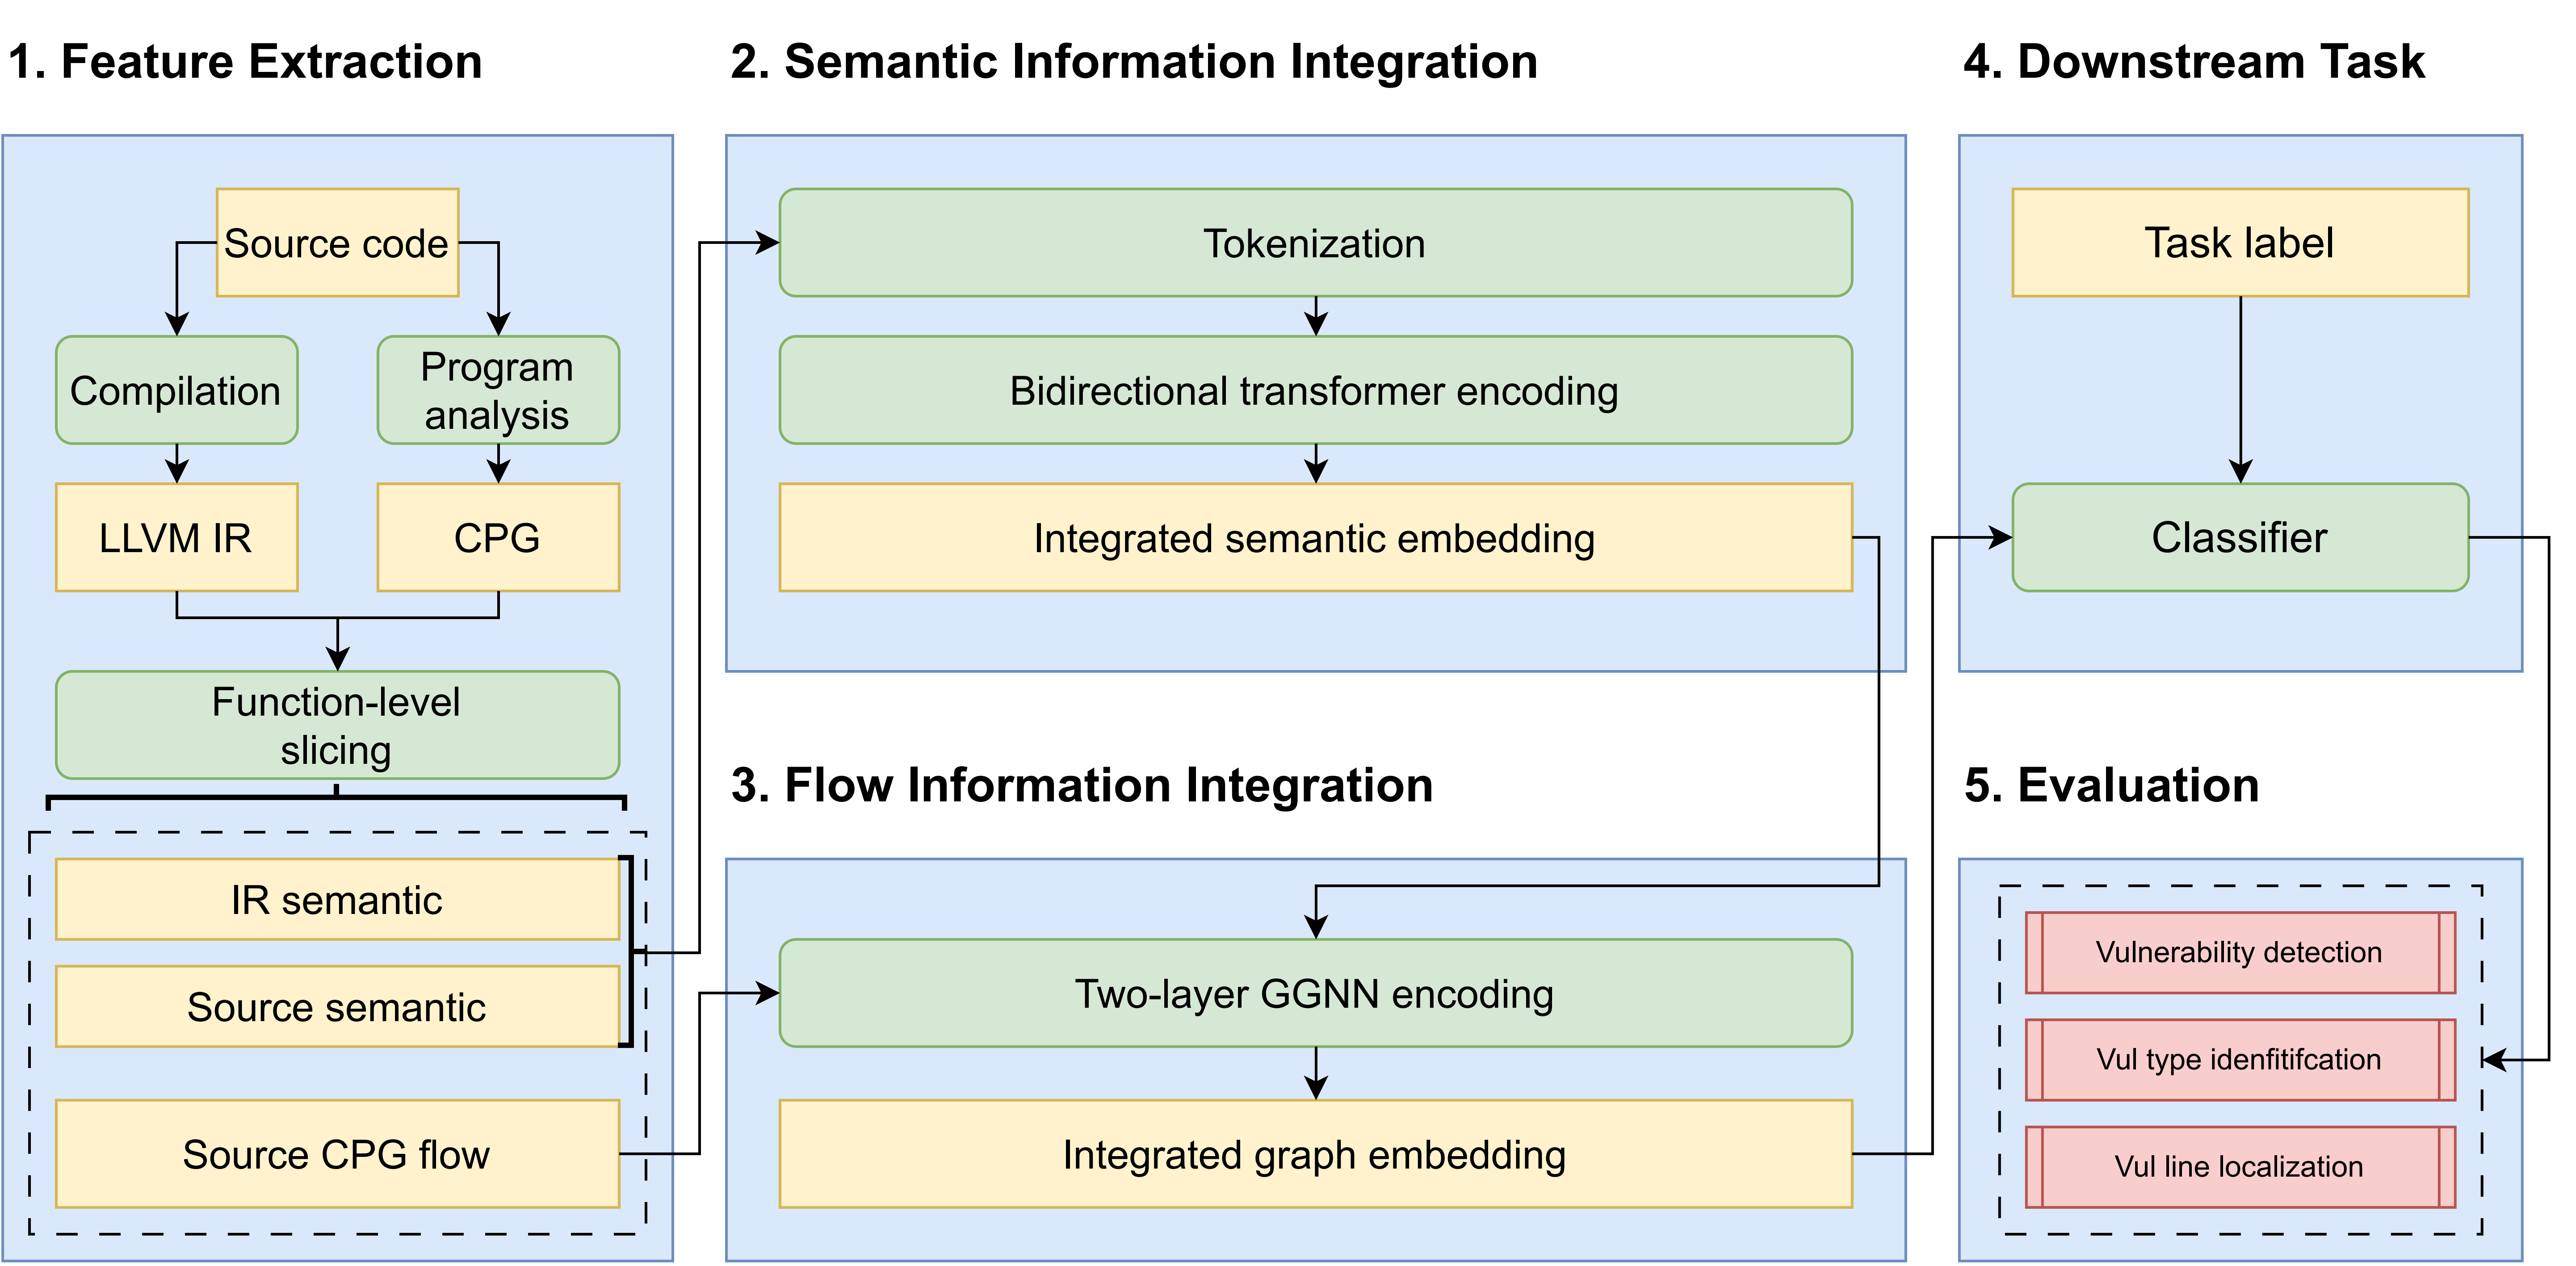 1. Feature Extraction
Source code
Compilation
Program
analysis
LLVM IR
CPG
Function-level
slicing
IR semantic
Source semantic
Source CPG flow
2. Semantic Information Integration
Tokenization
Bidirectional transformer encoding
Integrated semantic embedding
3. Flow Information Integration
Two-layer GGNN encoding
Integrated graph embedding
4. Downstream Task
Task label
Classifier
5. Evaluation
Vulnerability detection
Vul type idenfitifcation
Vul line localization